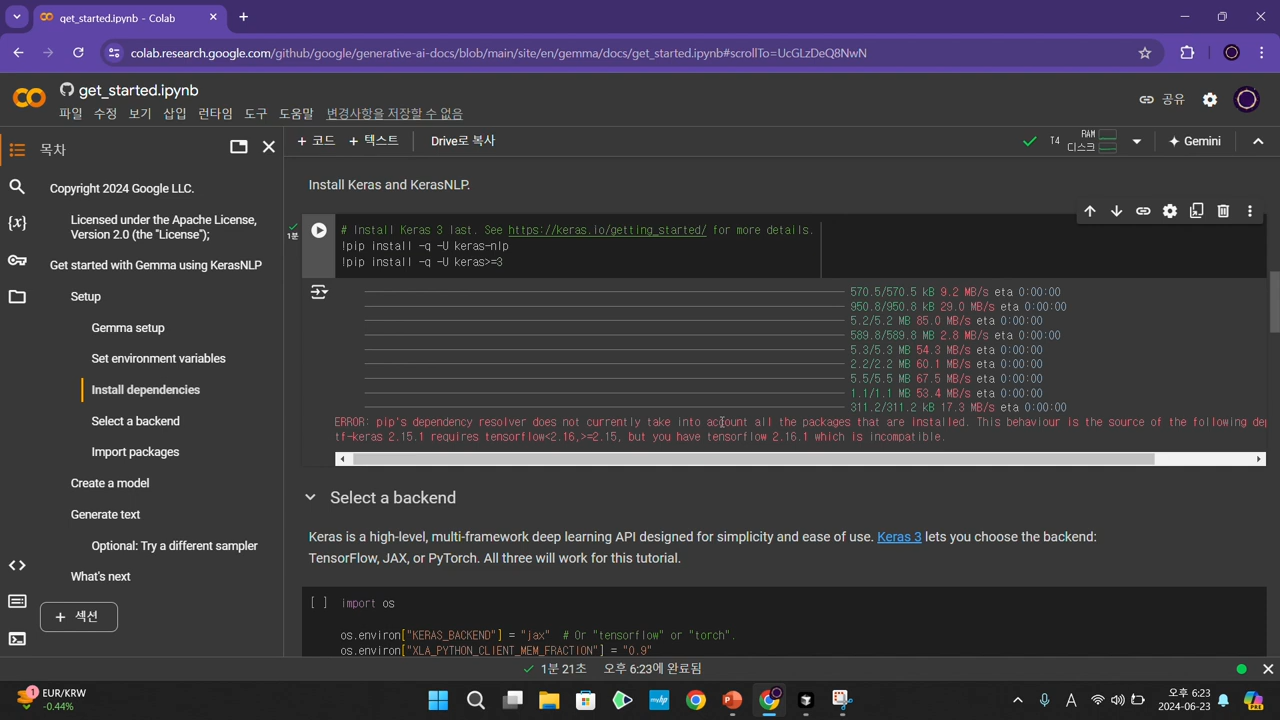 get_started.ipynb - Colab
colab.research.google.com/github/google/generative-ai-docs/blob/main/site/en/gemma/docs/get_started.ipynb#scrollTo=UcGLzDeQ8NwN
get_started.ipynb
공유
파일 수정 보기 삽입 런타임 도구 도움말 변경사항을 저장할 수 없음
목차
+ 코드 + 텍스트 Drive로 복사
T4 RAM
디스크
Gemini
Copyright 2024 Google LLC.
Licensed under the Apache License,
Version 2.0 (the "License");
Get started with Gemma using KerasNLP
Setup
Gemma setup
Set environment variables
Install dependencies
Select a backend
Import packages
Create a model
Generate text
Optional: Try a different sampler
What's next
+ 섹션
Install Keras and KerasNLP.
1분
# Install Keras 3 last. See https://keras.io/getting_started/ for more details.
!pip install -q -U keras-nlp
!pip install -q -U keras>=3
570.5/570.5 kB 9.2 MB/s eta 0:00:00
950.8/950.8 kB 29.0 MB/s eta 0:00:00
5.2/5.2 MB 85.0 MB/s eta 0:00:00
589.8/589.8 MB 2.8 MB/s eta 0:00:00
5.3/5.3 MB 54.3 MB/s eta 0:00:00
2.2/2.2 MB 60.1 MB/s eta 0:00:00
5.5/5.5 MB 67.5 MB/s eta 0:00:00
1.1/1.1 MB 53.4 MB/s eta 0:00:00
311.2/311.2 kB 17.3 MB/s eta 0:00:00
ERROR: pip's dependency resolver does not currently take into account all the packages that are installed. This behaviour is the source of the following dep
tf-keras 2.15.1 requires tensorflow<2.16,>=2.15, but you have tensorflow 2.16.1 which is incompatible.
Select a backend
Keras is a high-level, multi-framework deep learning API designed for simplicity and ease of use. Keras 3 lets you choose the backend:
TensorFlow, JAX, or PyTorch. All three will work for this tutorial.
[ ] import os
os.environ["KERAS_BACKEND"] = "jax" # Or "tensorflow" or "torch".
os.environ["XLA_PYTHON_CLIENT_MEM_FRACTION"] = "0.9"
1분 21초 오후 6:23에 완료됨
1
EUR/KRW
-0.44%
myhp
A
오후 6:23
2024-06-23
PRE